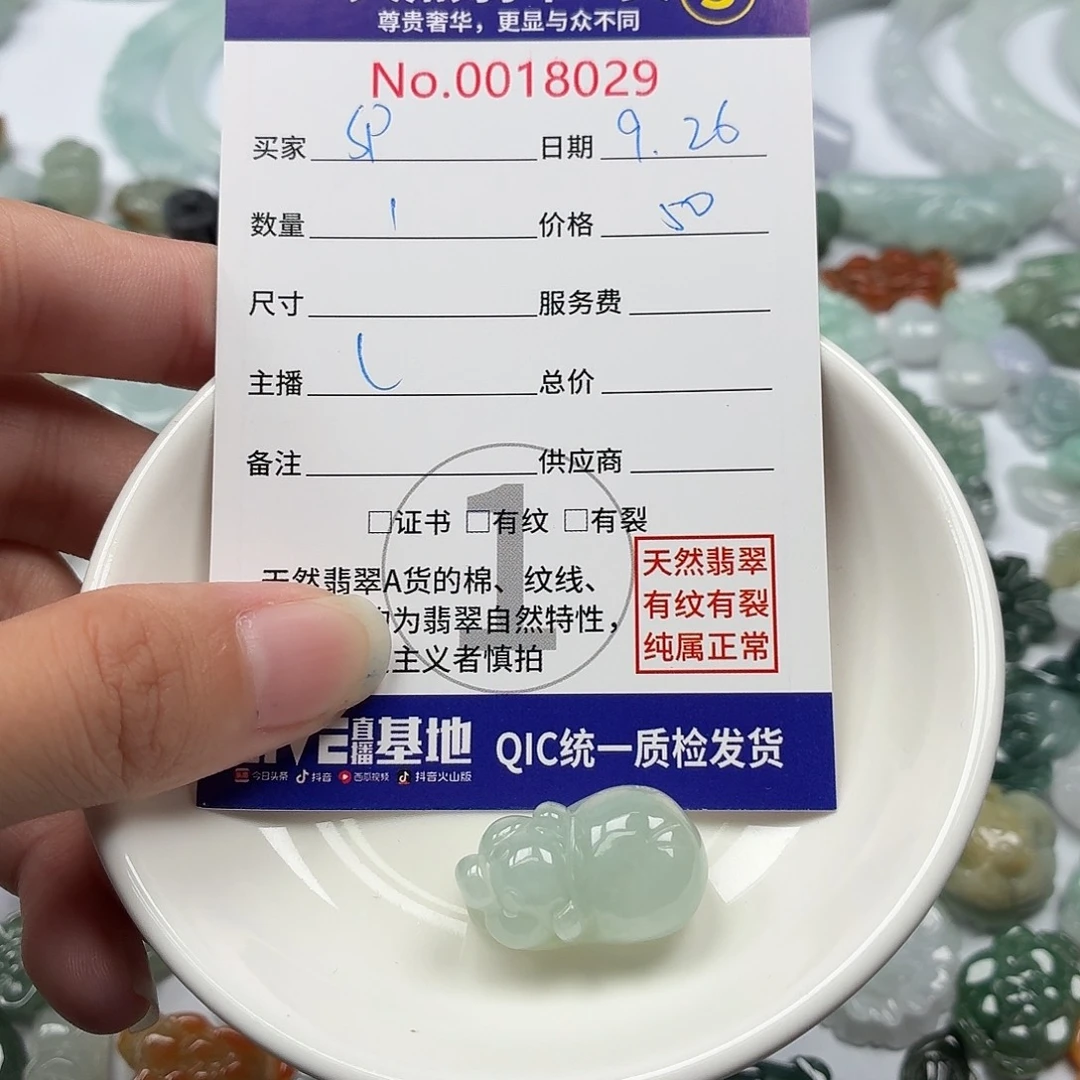 尊贵奢华，更显与众不同
No.0018029
买家 SP 日期 9.26
数量 1 价格 50
尺寸 服务费
主播 L 总价
备注 供应商
□证书 □有纹 □有裂
1
天然翡翠A货的棉、纹线、
为翡翠自然特性，
主义者慎拍
天然翡翠
有纹有裂
纯属正常
直播基地
QIC统一质检发货
今日头条 抖音 西瓜视频 抖音火山版